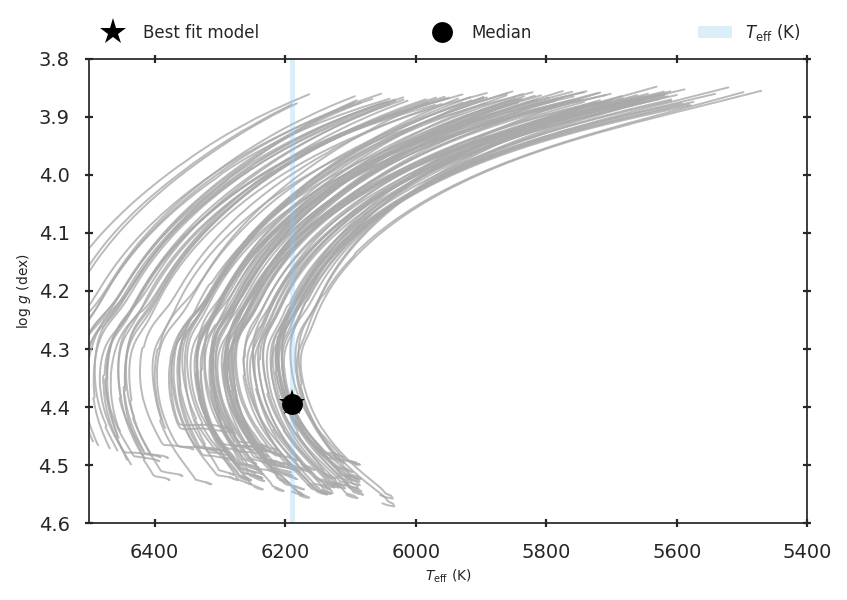 Best fit model
Median
T_eff (K)
3.8
3.9
4.0
4.1
4.2
4.3
4.4
4.5
4.6
log g (dex)
6400 6200 6000 5800 5600 5400
T_eff (K)